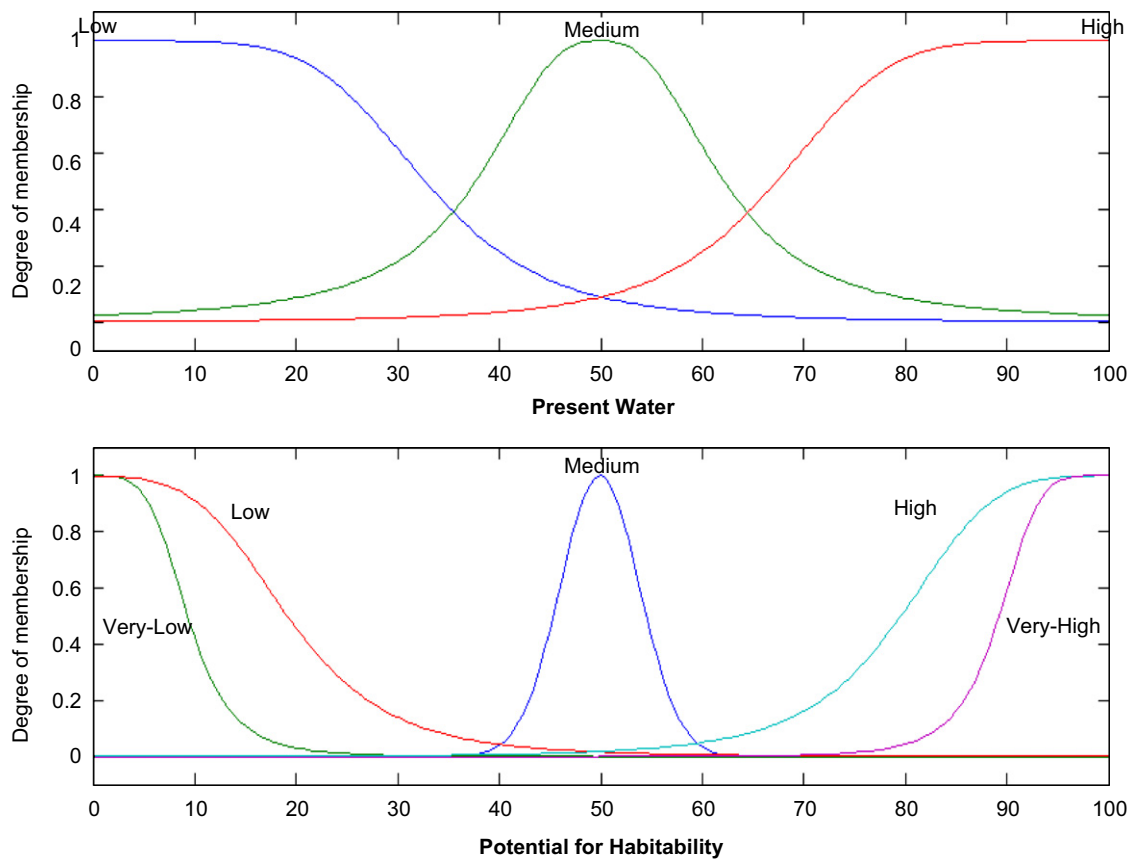 Low Medium High
1
0.8
0.6
0.4
0.2
0
Degree of membership
0 10 20 30 40 50 60 70 80 90 100
Present Water
Medium
1
Low High
0.8
0.6
Very-Low Very-High
0.4
0.2
0
Degree of membership
0 10 20 30 40 50 60 70 80 90 100
Potential for Habitability